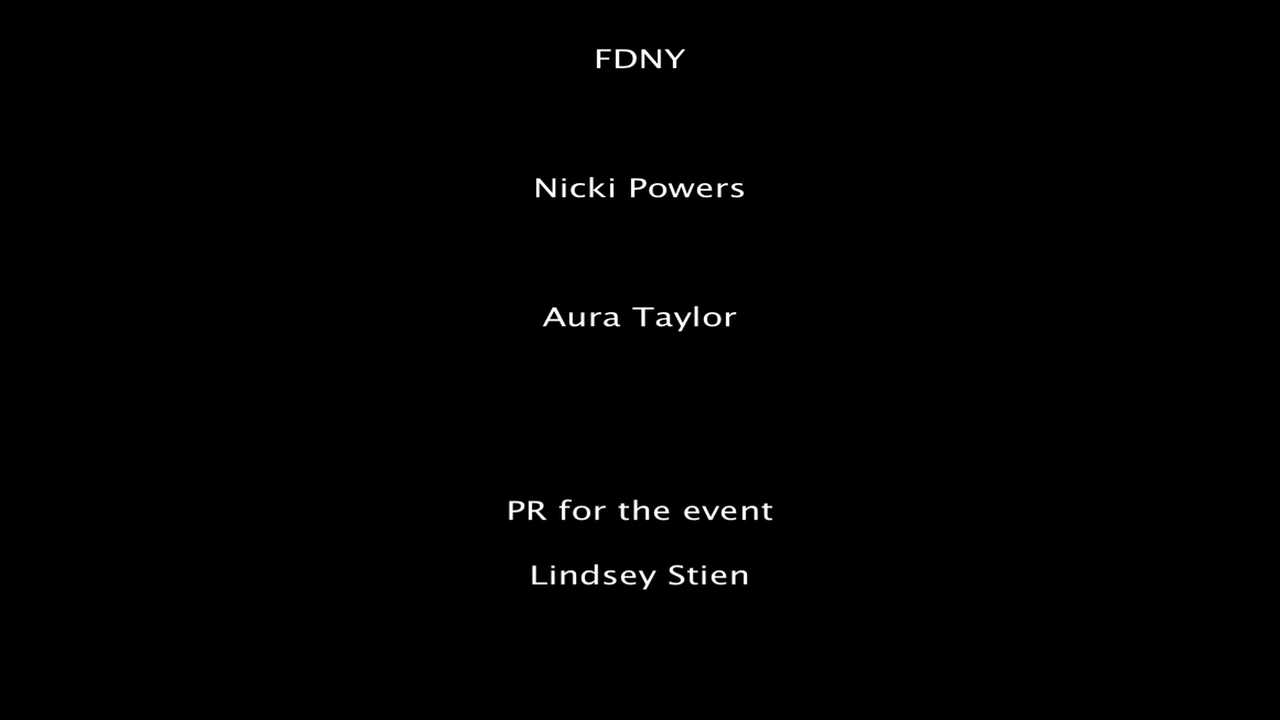 FDNY
Nicki Powers
Aura Taylor
PR for the event
Lindsey Stien